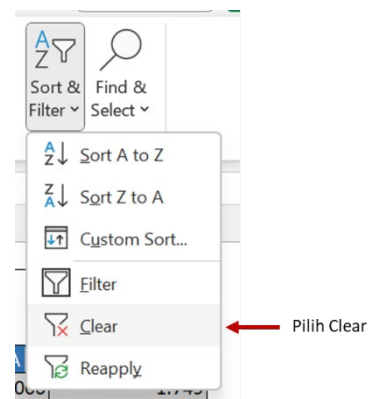 Sort & Find &
Filter Select
Sort A to Z
Sort Z to A
Custom Sort...
Filter
Clear
Pilih Clear
Reapply